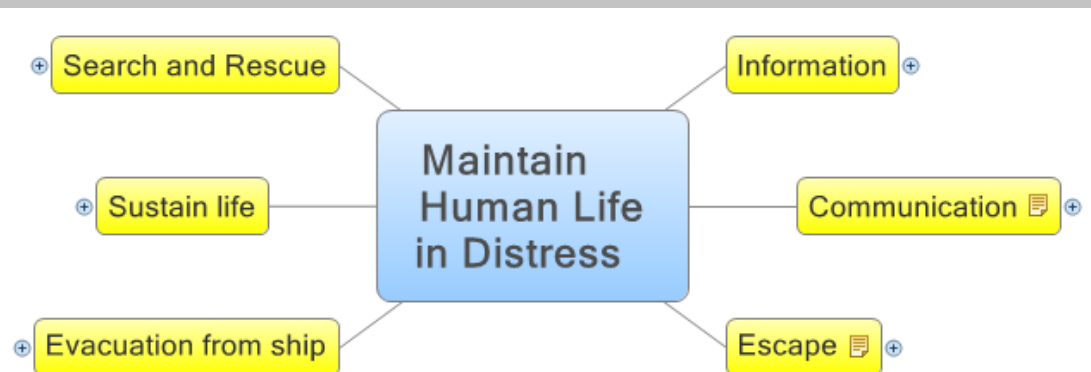 Search and Rescue
Information
Maintain
Human Life
in Distress
Sustain life
Communication
Evacuation from ship
Escape